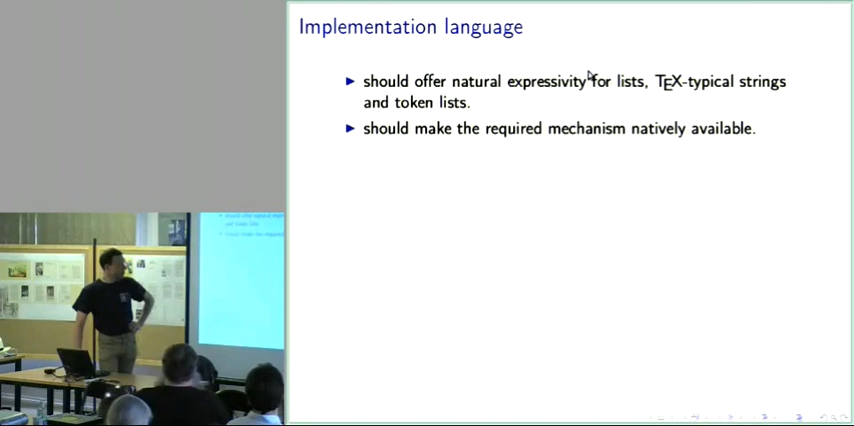 Implementation language
▶ should offer natural expressivity for lists, TEX-typical strings
and token lists.
▶ should make the required mechanism natively available.